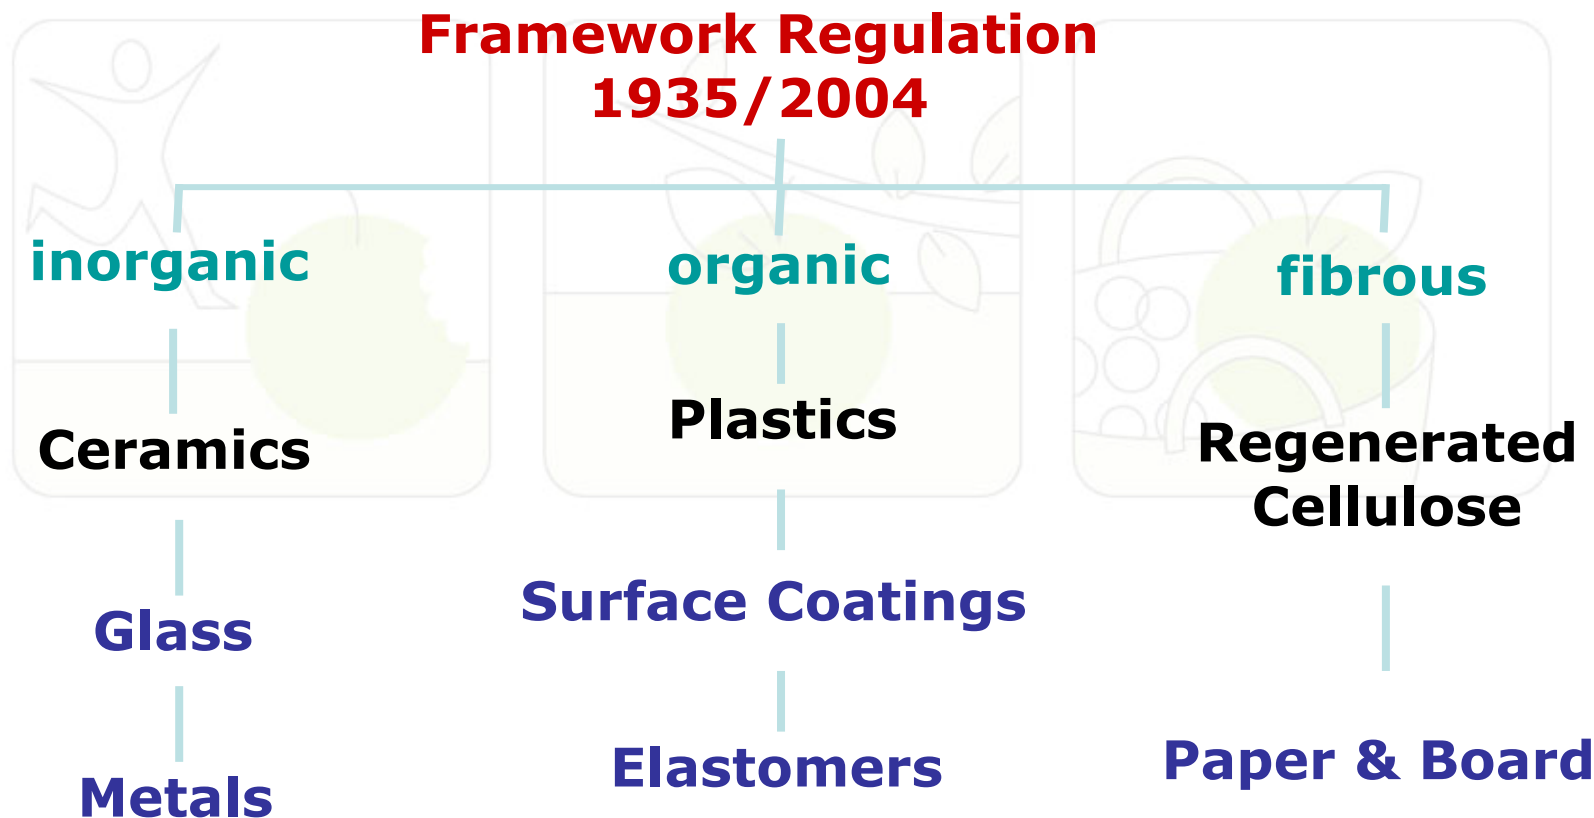 Framework Regulation
1935/2004
inorganic
organic
fibrous
Ceramics
Plastics
Regenerated
Cellulose
Glass
Surface Coatings
Metals
Elastomers
Paper & Board